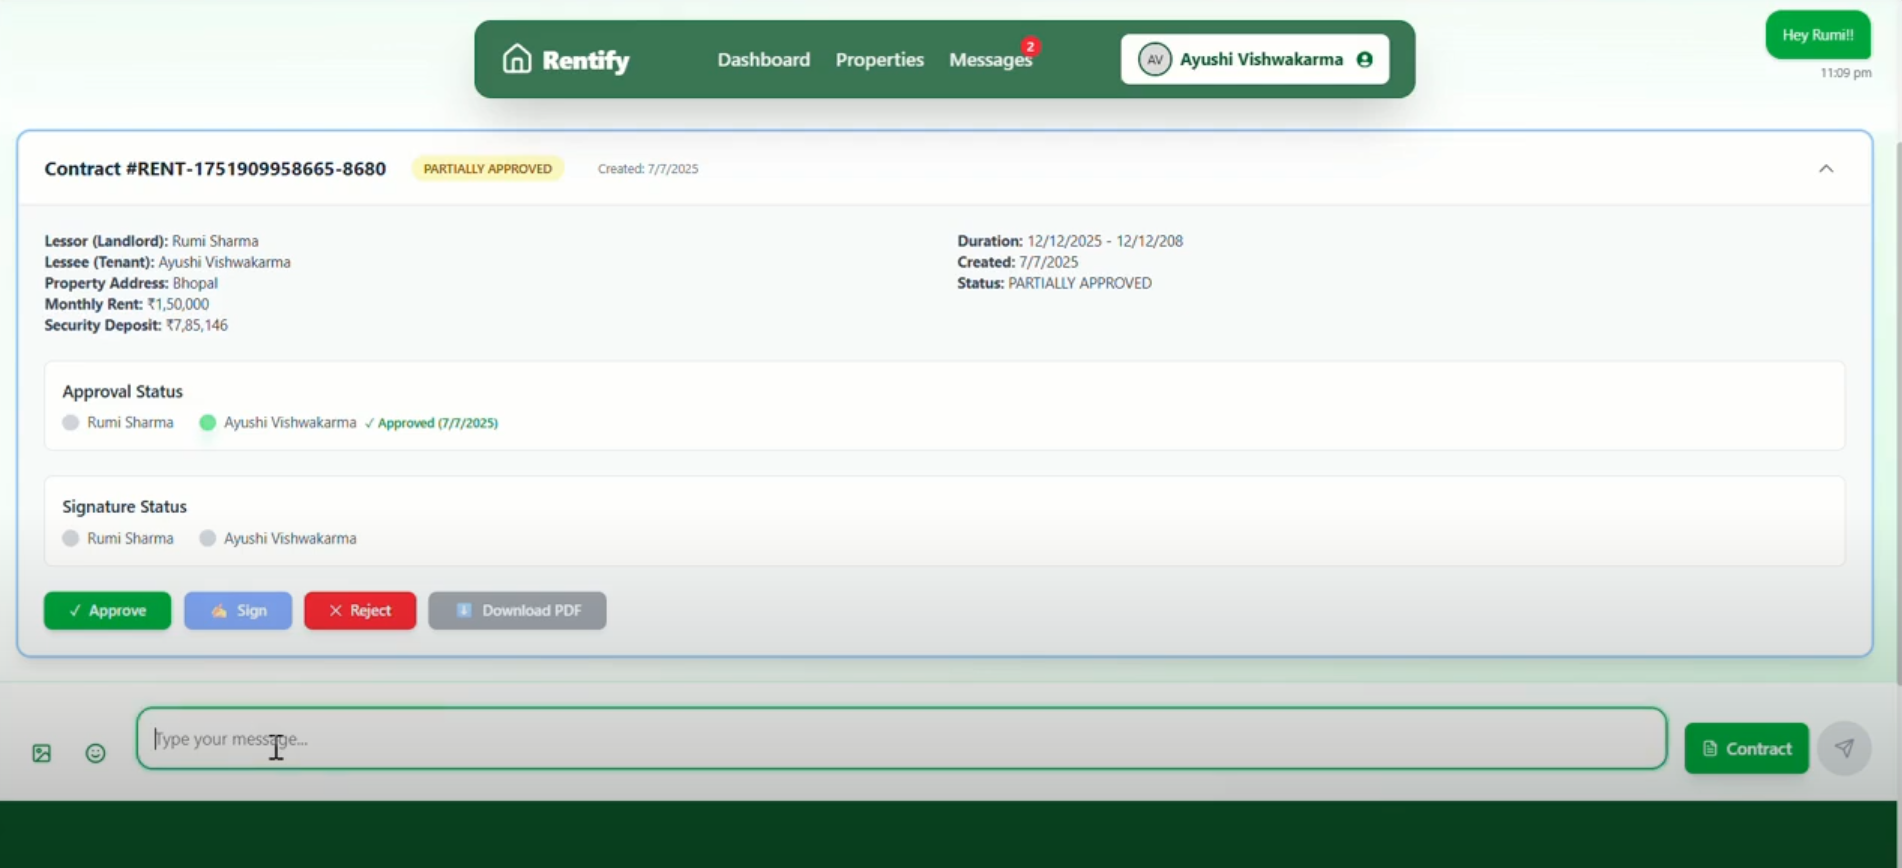 Rentify Dashboard Properties Messages 2 AV Ayushi Vishwakarma
Hey Rumi!!
11:09 pm
Contract #RENT-1751909958665-8680 PARTIALLY APPROVED Created: 7/7/2025
Lessor (Landlord): Rumi Sharma
Lessee (Tenant): Ayushi Vishwakarma
Property Address: Bhopal
Monthly Rent: ₹1,50,000
Security Deposit: ₹7,85,146
Duration: 12/12/2025 - 12/12/208
Created: 7/7/2025
Status: PARTIALLY APPROVED
Approval Status
Rumi Sharma Ayushi Vishwakarma ✓ Approved (7/7/2025)
Signature Status
Rumi Sharma Ayushi Vishwakarma
✓ Approve ✍ Sign ✕ Reject ⬇ Download PDF
Type your message...
Contract